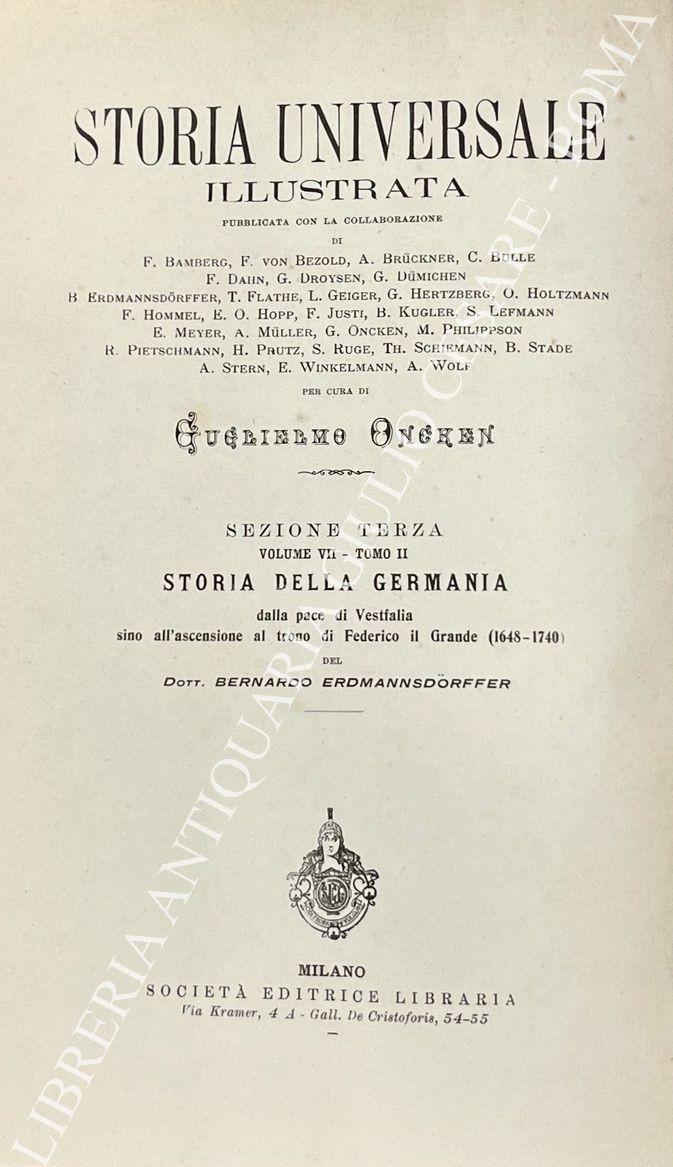 STORIA UNIVERSALE
ILLUSTRATA
PUBBLICATA CON LA COLLABORAZIONE
DI
F. BAMBERG, F. VON BEZOLD, A. BRÜCKNER, C. BULLE
F. DAHN, G. DROYSEN, G. DÜMICHEN
B. ERDMANNSDÖRFFER, T. FLATHE, L. GEIGER, G. HERTZBERG, O. HOLTZMANN
F. HOMMEL, E. O. HOPP, F. JUSTI, B. KUGLER, S. LEFMANN
E. MEYER, A. MÜLLER, G. ONCKEN, M. PHILIPPSON
R. PIETSCHMANN, H. PRUTZ, S. RUGE, TH. SCHIEMANN, B. STADE
A. STERN, E. WINKELMANN, A. WOLF
PER CURA DI
GUGLIELMO ONCKEN
SEZIONE TERZA
VOLUME VII - TOMO II
STORIA DELLA GERMANIA
dalla pace di Vestfalia
sino all'ascensione al trono di Federico il Grande (1648-1740)
DEL
DOTT. BERNARDO ERDMANNSDÖRFFER
MILANO
SOCIETÀ EDITRICE LIBRARIA
Via Kramer, 4 A - Gall. De Cristoforis, 54-55
LIBRERIA ANTIQUARIA GIULIO CESARE - ROMA